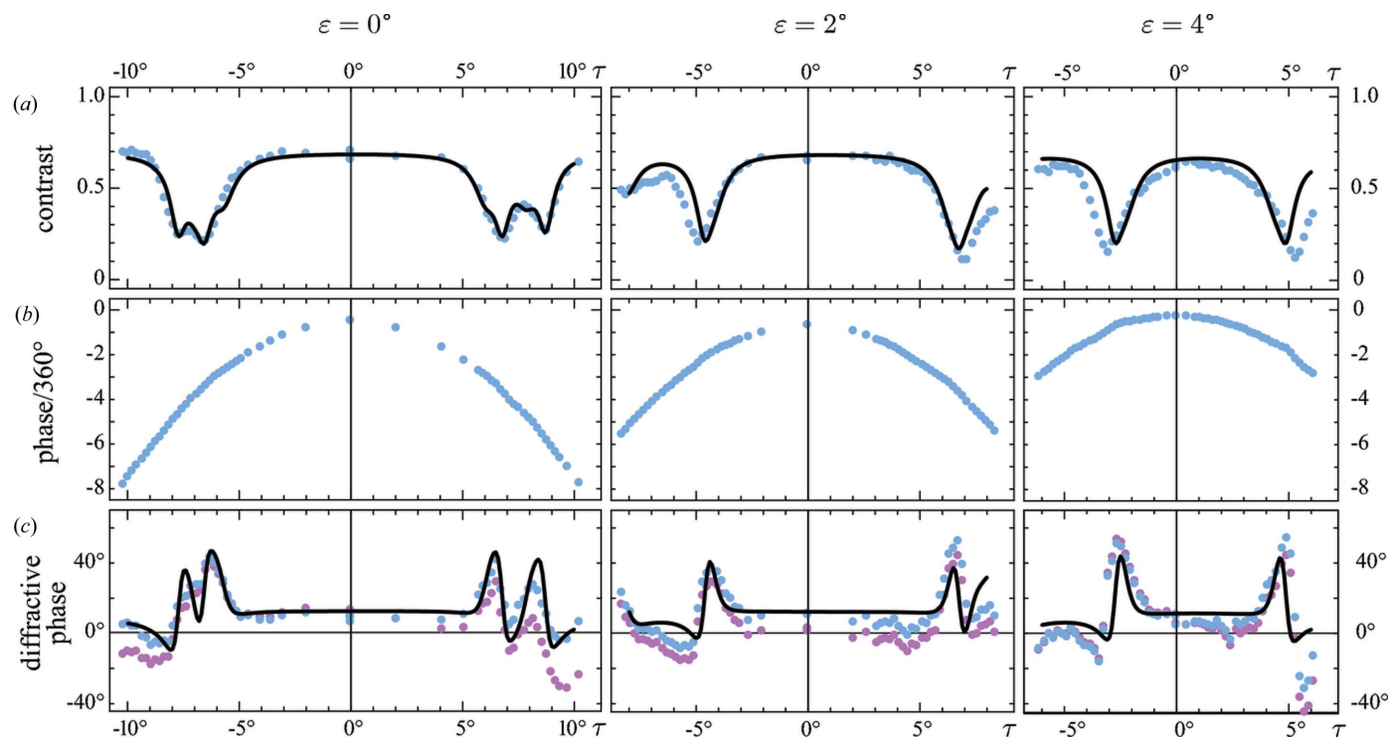 ε = 0° ε = 2° ε = 4°
-10° -5° 0° 5° 10° τ -5° 0° 5° τ -5° 0° 5° τ
(a) contrast 1.0 0.5 0 1.0 0.5 0
(b) phase/360° 0 -2 -4 -6 -8 0 -2 -4 -6 -8
(c) diffractive phase 40° 0° -40° 40° 0° -40°
-10° -5° 0° 5° 10° τ -5° 0° 5° τ -5° 0° 5° τ